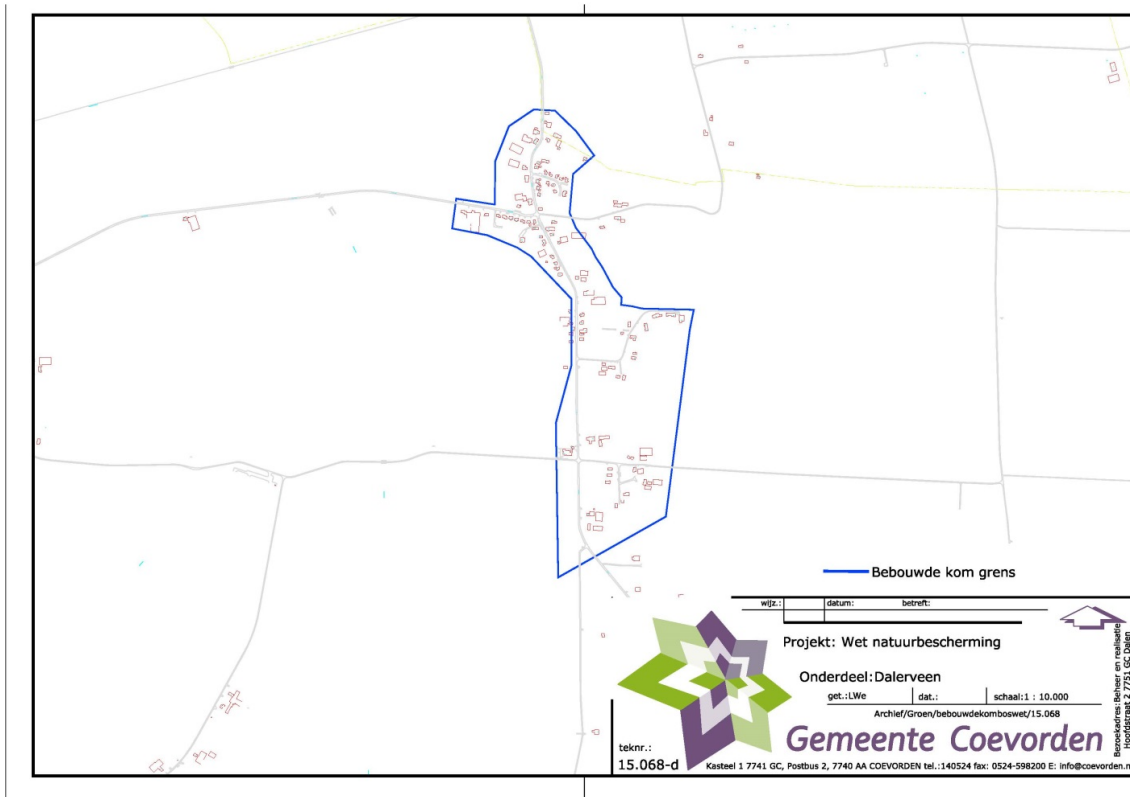 Bebouwde kom grens
wijz.: datum: betreft:
Projekt: Wet natuurbescherming
Onderdeel:Dalerveen
get.:LWe dat.: schaal:1 : 10.000
Archief/Groen/bebouwdekomboswet/15.068
Gemeente Coevorden
teknr.:
15.068-d
Kasteel 1 7741 GC, Postbus 2, 7740 AA COEVORDEN tel.:140524 fax: 0524-598200 E: info@coevorden.n
Bezoekadres:Beheer en realisatie
Hoofdstraat 2 7751 GC Dalen